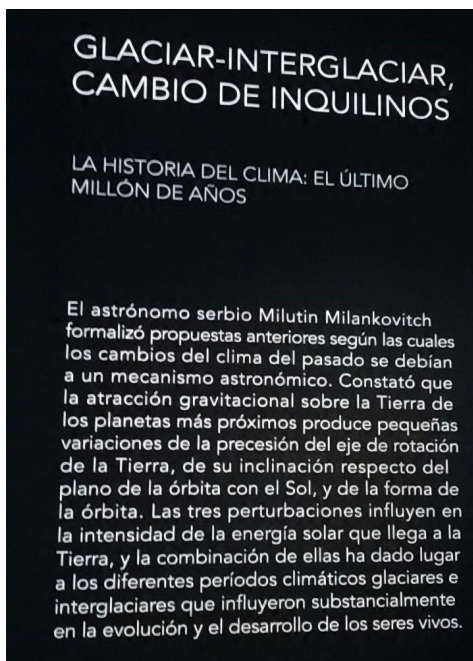 GLACIAR-INTERGLACIAR,
CAMBIO DE INQUILINOS
LA HISTORIA DEL CLIMA: EL ÚLTIMO
MILLÓN DE AÑOS
El astrónomo serbio Milutin Milankovitch
formalizó propuestas anteriores según las cuales
los cambios del clima del pasado se debían
a un mecanismo astronómico. Constató que
la atracción gravitacional sobre la Tierra de
los planetas más próximos produce pequeñas
variaciones de la precesión del eje de rotación
de la Tierra, de su inclinación respecto del
plano de la órbita con el Sol, y de la forma de
la órbita. Las tres perturbaciones influyen en
la intensidad de la energía solar que llega a la
Tierra, y la combinación de ellas ha dado lugar
a los diferentes períodos climáticos glaciares e
interglaciares que influyeron substancialmente
en la evolución y el desarrollo de los seres vivos.